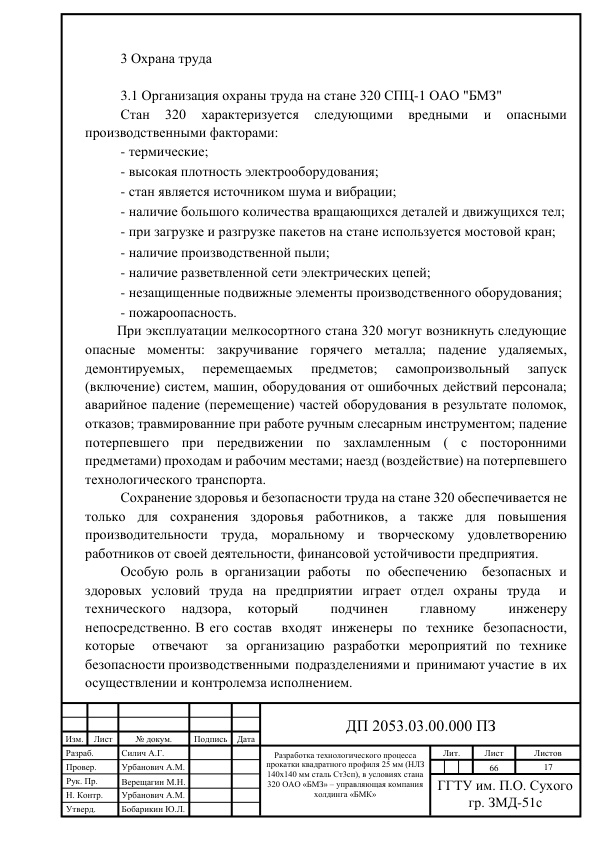 3 Охрана труда
3.1 Организация охраны труда на стане 320 СПЦ-1 ОАО "БМЗ"
Стан 320 характеризуется следующими вредными и опасными
производственными факторами:
- термические;
- высокая плотность электрооборудования;
- стан является источником шума и вибрации;
- наличие большого количества вращающихся деталей и движущихся тел;
- при загрузке и разгрузке пакетов на стане используется мостовой кран;
- наличие производственной пыли;
- наличие разветвленной сети электрических цепей;
- незащищенные подвижные элементы производственного оборудования;
- пожароопасность.
При эксплуатации мелкосортного стана 320 могут возникнуть следующие
опасные моменты: закручивание горячего металла; падение удаляемых,
демонтируемых, перемещаемых предметов; самопроизвольный запуск
(включение) систем, машин, оборудования от ошибочных действий персонала;
аварийное падение (перемещение) частей оборудования в результате поломок,
отказов; травмированние при работе ручным слесарным инструментом; падение
потерпевшего при передвижении по захламленным ( с посторонними
предметами) проходам и рабочим местами; наезд (воздействие) на потерпевшего
технологического транспорта.
Сохранение здоровья и безопасности труда на стане 320 обеспечивается не
только для сохранения здоровья работников, а также для повышения
производительности труда, моральному и творческому удовлетворению
работников от своей деятельности, финансовой устойчивости предприятия.
Особую роль в организации работы по обеспечению безопасных и
здоровых условий труда на предприятии играет отдел охраны труда и
технического надзора, который подчинен главному инженеру
непосредственно. В его состав входят инженеры по технике безопасности,
которые отвечают за организацию разработки мероприятий по технике
безопасности производственными подразделениями и принимают участие в их
осуществлении и контролемза исполнением.
ДП 2053.03.00.000 ПЗ
Изм. Лист № докум. Подпись Дата
Разраб. Силич А.Г.
Провер. Урбанович А.М.
Рук. Пр. Верещагин М.Н.
Н. Контр. Урбанович А.М.
Утверд. Бобарикин Ю.Л.
Разработка технологического процесса
прокатки квадратного профиля 25 мм (НЛЗ
140х140 мм сталь Ст3сп), в условиях стана
320 ОАО «БМЗ» – управляющая компания
холдинга «БМК»
Лит. Лист Листов
66 17
ГГТУ им. П.О. Сухого
гр. ЗМД-51с